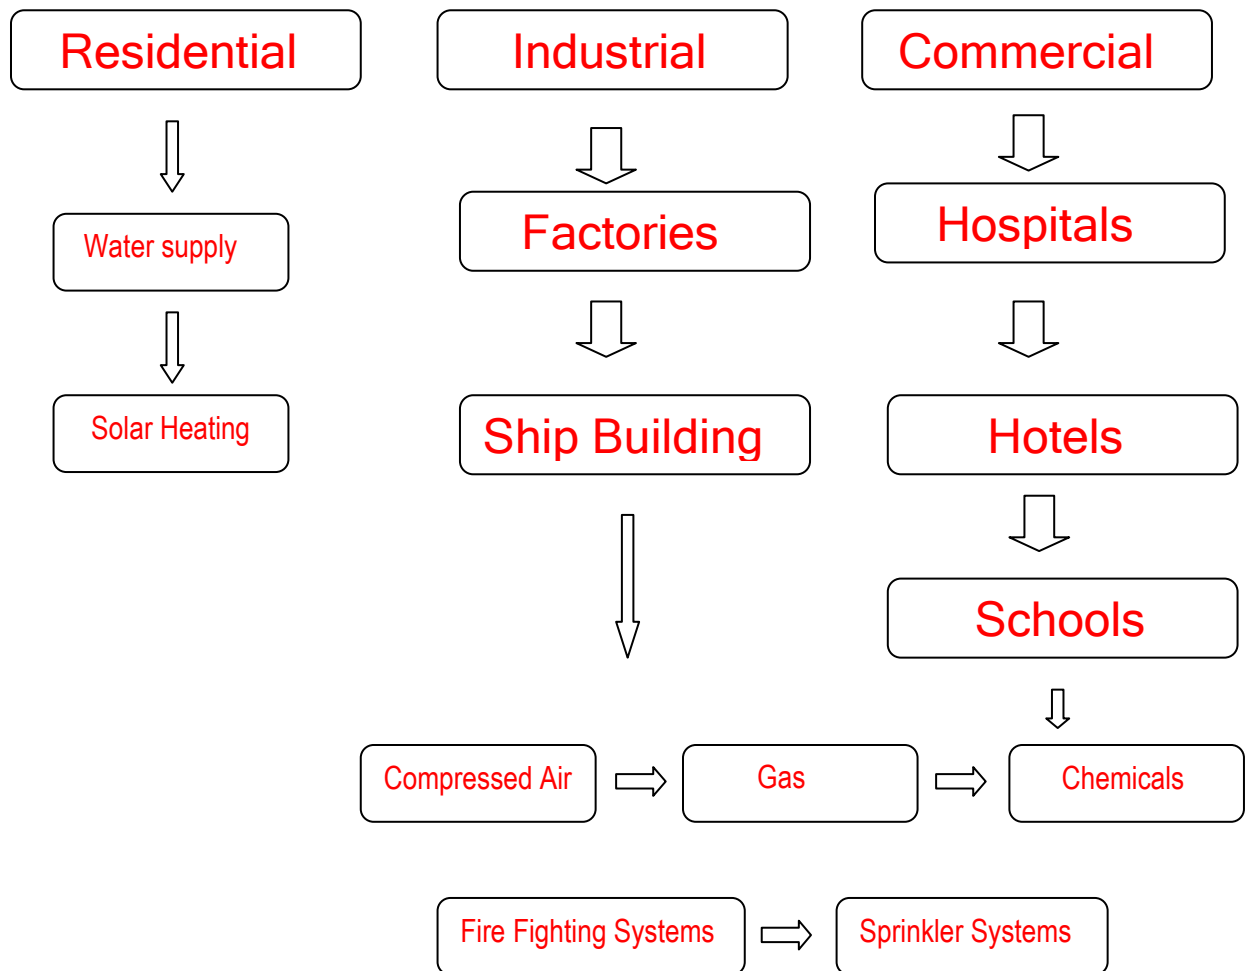 Residential
Industrial
Commercial
Water supply
Factories
Hospitals
Solar Heating
Ship Building
Hotels
Schools
Compressed Air
Gas
Chemicals
Fire Fighting Systems
Sprinkler Systems